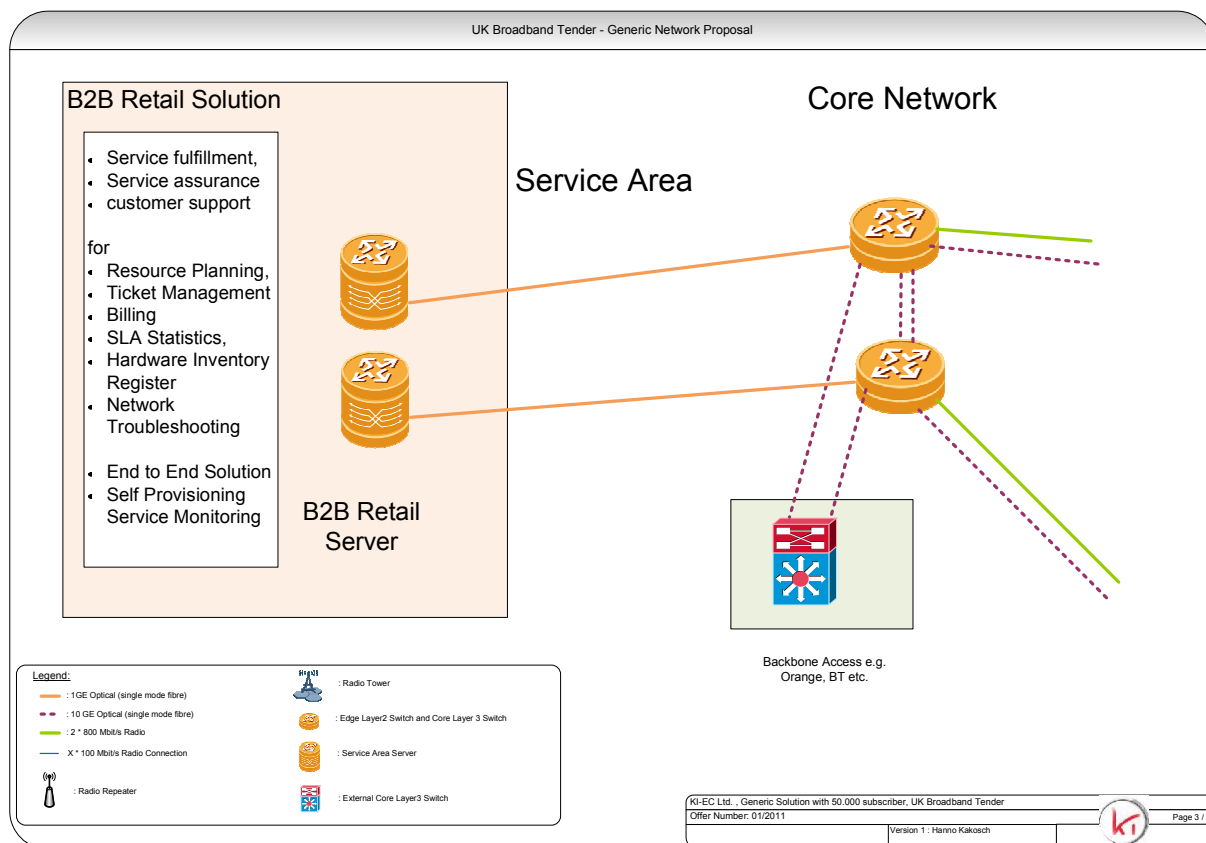 UK Broadband Tender - Generic Network Proposal
B2B Retail Solution
Core Network
Service Area
• Service fulfillment,
• Service assurance
• customer support
for
• Resource Planning,
• Ticket Management
• Billing
• SLA Statistics,
• Hardware Inventory
Register
• Network
Troubleshooting
• End to End Solution
• Self Provisioning
Service Monitoring
B2B Retail
Server
Backbone Access e.g.
Orange, BT etc.
Legend:
: 1GE Optical (single mode fibre)
: 10 GE Optical (single mode fibre)
: 2 * 800 Mbit/s Radio
X * 100 Mbit/s Radio Connection
: Radio Repeater
: Radio Tower
: Edge Layer2 Switch and Core Layer 3 Switch
: Service Area Server
: External Core Layer3 Switch
KI-EC Ltd. , Generic Solution with 50.000 subscriber, UK Broadband Tender
Offer Number: 01/2011
Version 1 : Hanno Kakosch
Ki
Page 3 /